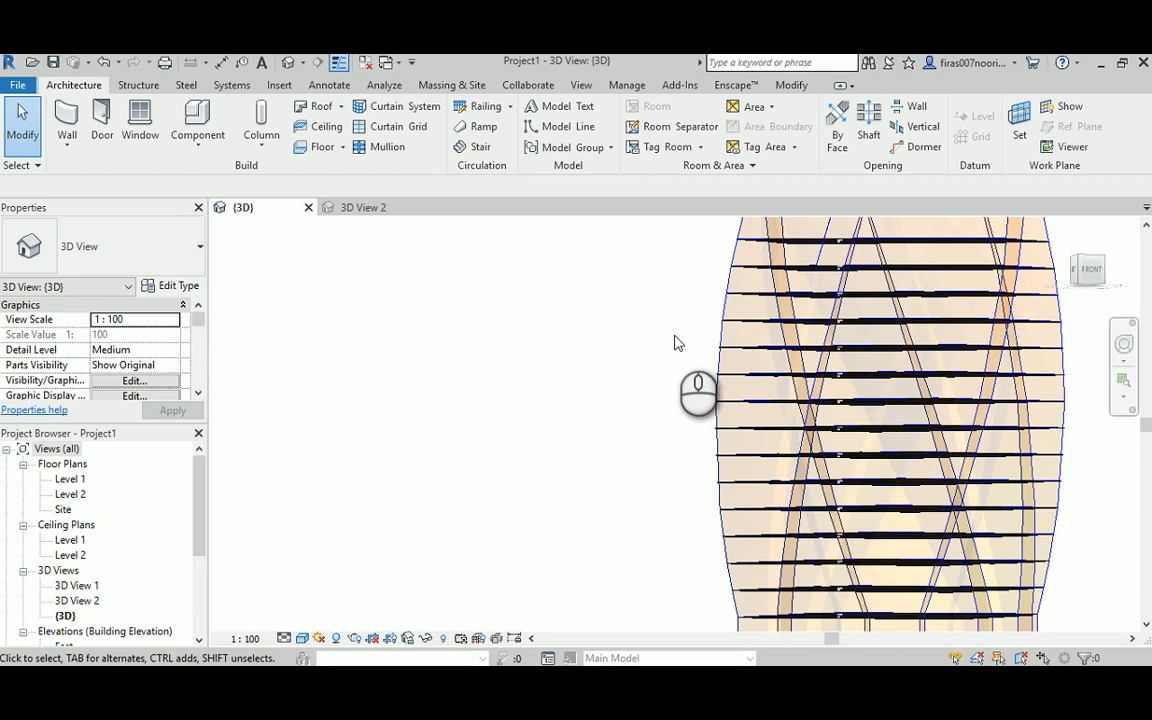 Project1 - 3D View: {3D}
Type a keyword or phrase
firas007noori...
File Architecture Structure Steel Systems Insert Annotate Analyze Massing & Site Collaborate View Manage Add-Ins Enscape™ Modify
Modify Wall Door Window Component Column
Roof Curtain System
Ceiling Curtain Grid
Floor Mullion
Railing Model Text
Ramp Model Line
Stair Model Group
Room Area
Room Separator Area Boundary
Tag Room Tag Area
By Face Shaft Wall
Vertical
Dormer
Level
Grid
Set Show
Ref Plane
Viewer
Select Build Circulation Model Room & Area Opening Datum Work Plane
Properties
{3D} 3D View 2
3D View
3D View: {3D} Edit Type
Graphics
View Scale 1 : 100
Scale Value 1: 100
Detail Level Medium
Parts Visibility Show Original
Visibility/Graphi... Edit...
Graphic Display ... Edit...
Properties help Apply
Project Browser - Project1
Views (all)
Floor Plans
Level 1
Level 2
Site
Ceiling Plans
Level 1
Level 2
3D Views
3D View 1
3D View 2
{3D}
Elevations (Building Elevation)
FRONT
1 : 100
Click to select, TAB for alternates, CTRL adds, SHIFT unselects.
:0
Main Model
:0